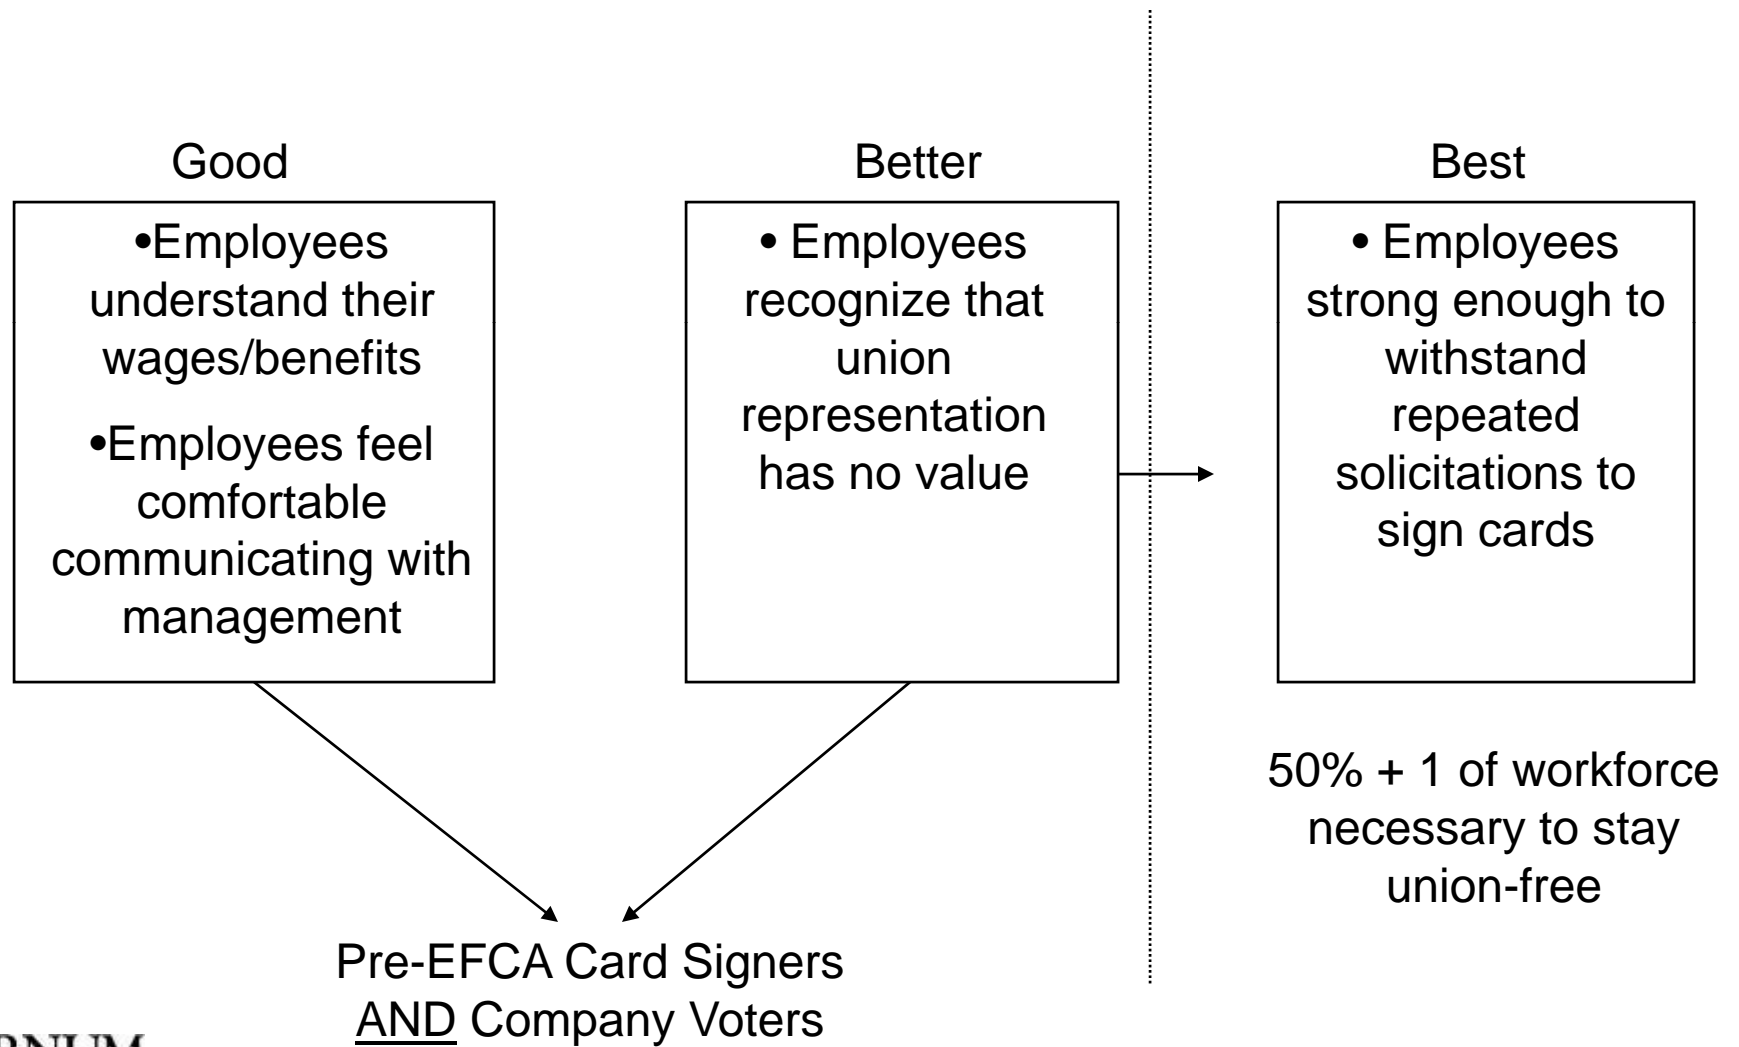 Good
•Employees
understand their
wages/benefits
•Employees feel
comfortable
communicating with
management
Better
• Employees
recognize that
union
representation
has no value
Best
• Employees
strong enough to
withstand
repeated
solicitations to
sign cards
50% + 1 of workforce
necessary to stay
union-free
Pre-EFCA Card Signers
AND Company Voters